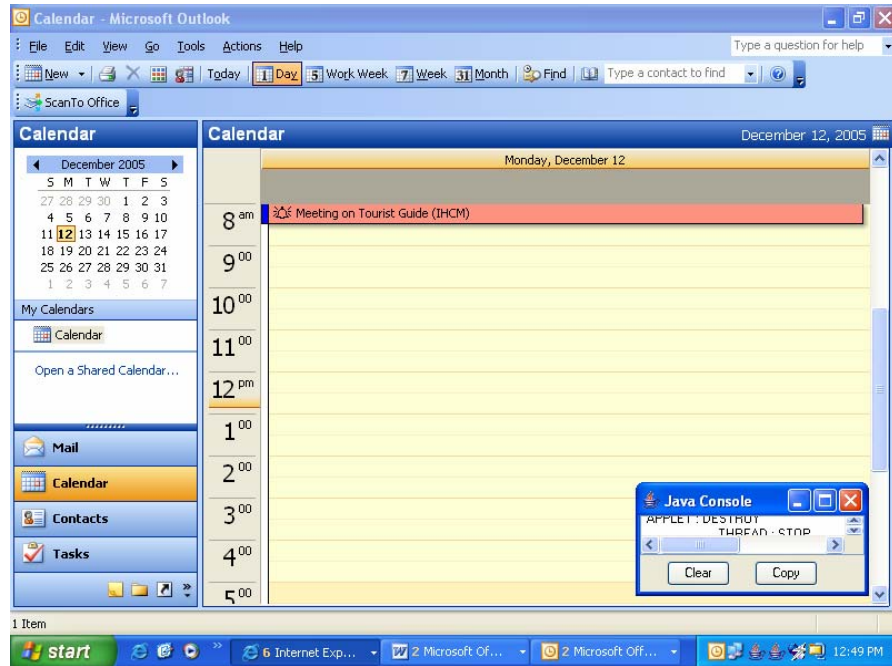 Calendar - Microsoft Outlook
File Edit View Go Tools Actions Help Type a question for help
New Today 1 Day 5 Work Week 7 Week 31 Month Find Type a contact to find
ScanTo Office
Calendar
December 2005
S M T W T F S
27 28 29 30 1 2 3
4 5 6 7 8 9 10
11 12 13 14 15 16 17
18 19 20 21 22 23 24
25 26 27 28 29 30 31
1 2 3 4 5 6 7
My Calendars
Calendar
Open a Shared Calendar...
Mail
Calendar
Contacts
Tasks
Calendar December 12, 2005
Monday, December 12
8 am Meeting on Tourist Guide (IHCM)
9 00
10 00
11 00
12 pm
1 00
2 00
3 00
4 00
5 00
Java Console
APPLET : DESTROY
THREAD : STOP
Clear Copy
1 Item
start 6 Internet Exp... 2 Microsoft Of... 2 Microsoft Off... 12:49 PM